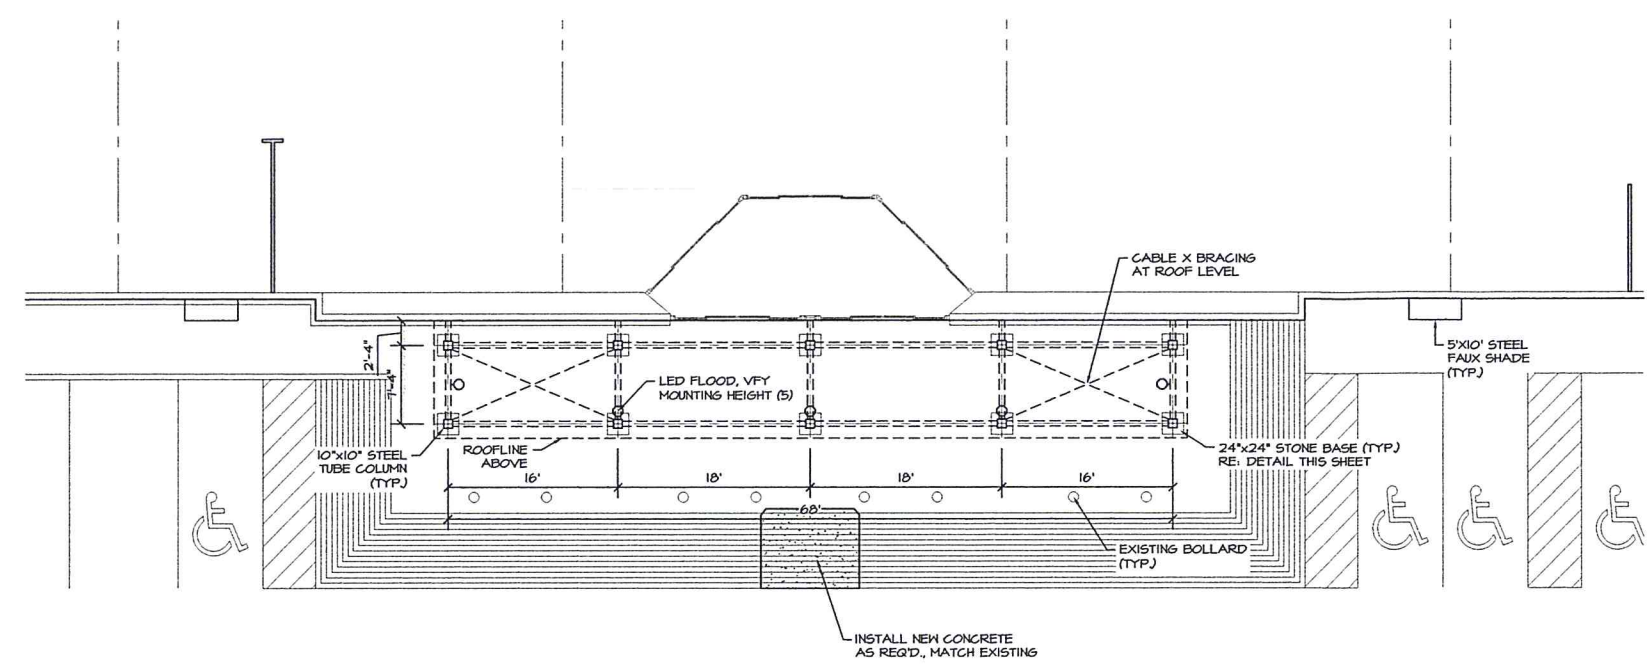 CABLE X BRACING
AT ROOF LEVEL
2'-4"
7'-4"
5'X10' STEEL
FAUX SHADE
(TYP.)
LED FLOOD, VFY
MOUNTING HEIGHT (5)
10"x10" STEEL
TUBE COLUMN
(TYP.)
ROOFLINE
ABOVE
24"x24" STONE BASE (TYP.)
RE: DETAIL THIS SHEET
16'
18'
18'
16'
68'
EXISTING BOLLARD
(TYP.)
INSTALL NEW CONCRETE
AS REQ'D., MATCH EXISTING